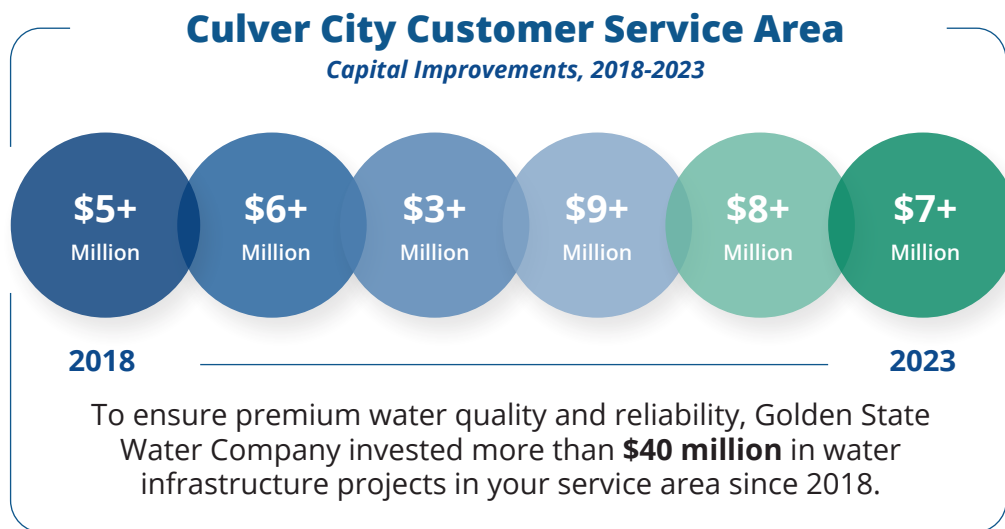 Culver City Customer Service Area
Capital Improvements, 2018-2023
$5+ $6+ $3+ $9+ $8+ $7+
Million Million Million Million Million Million
2018 2023
To ensure premium water quality and reliability, Golden State
Water Company invested more than $40 million in water
infrastructure projects in your service area since 2018.